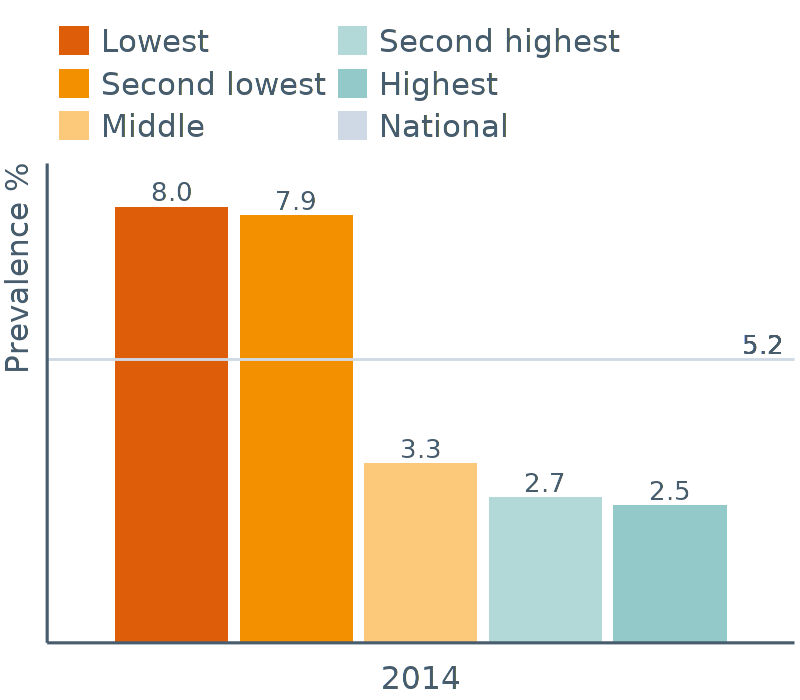 Lowest
Second lowest
Middle
Second highest
Highest
National
Prevalence %
8.0
7.9
3.3
2.7
2.5
5.2
2014